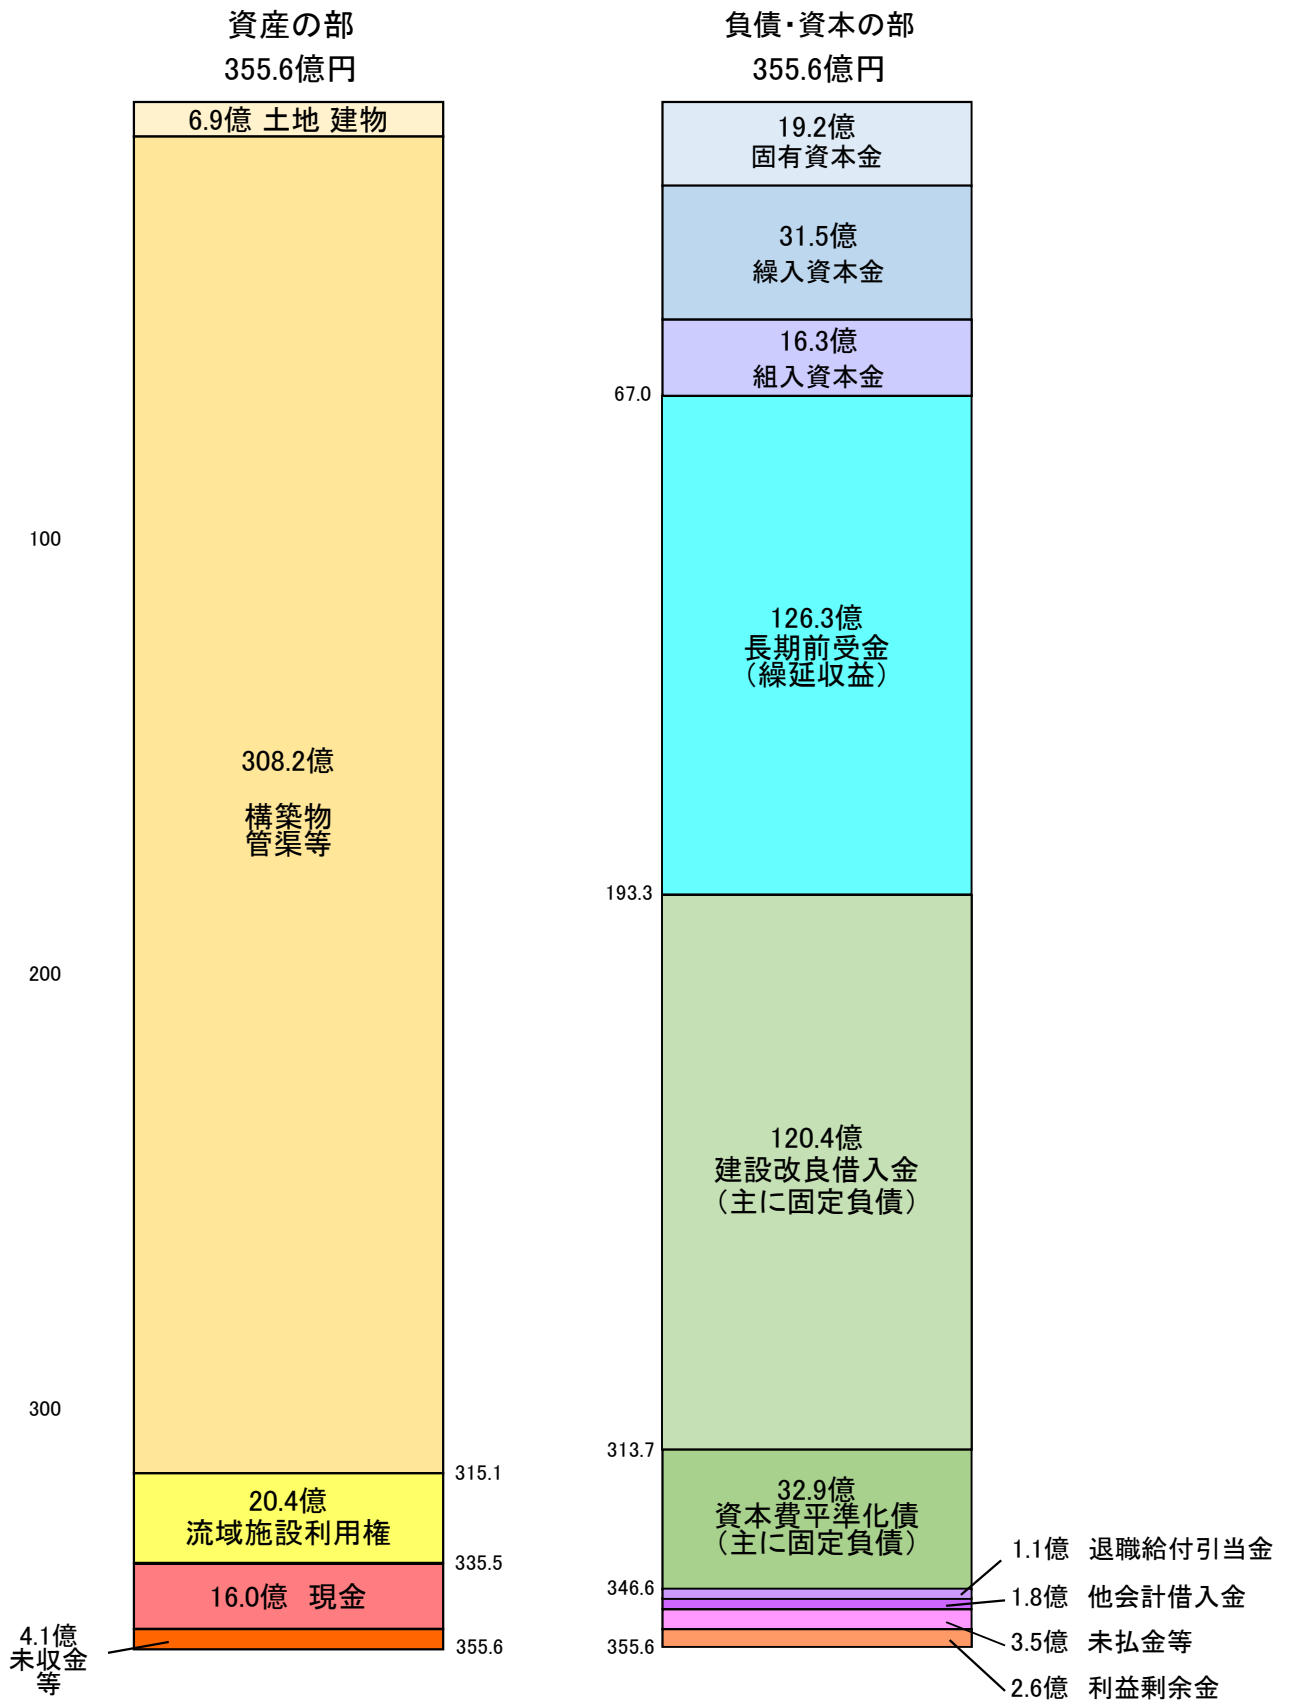 資産の部
355.6億円
6.9億 土地 建物
100
308.2億
構築物
管渠等
200
300
315.1
20.4億
流域施設利用権
335.5
16.0億 現金
4.1億
未収金
等
355.6
負債・資本の部
355.6億円
19.2億
固有資本金
31.5億
繰入資本金
16.3億
組入資本金
67.0
126.3億
長期前受金
（繰延収益）
193.3
120.4億
建設改良借入金
（主に固定負債）
313.7
32.9億
資本費平準化債
（主に固定負債）
346.6
1.1億 退職給付引当金
1.8億 他会計借入金
3.5億 未払金等
355.6
2.6億 利益剰余金